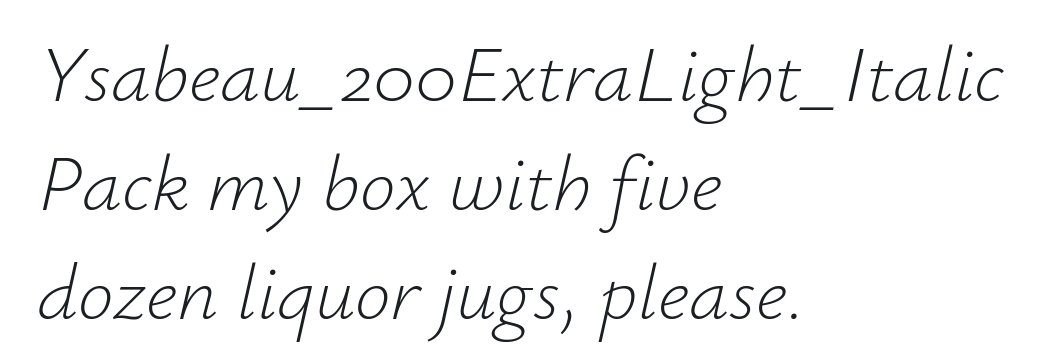 Ysabeau_200ExtraLight_Italic
Pack my box with five
dozen liquor jugs, please.